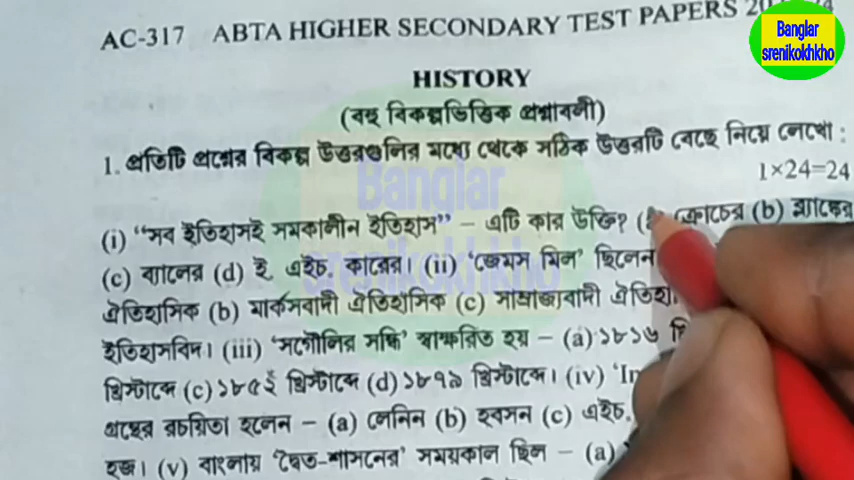 AC-317 ABTA HIGHER SECONDARY TEST PAPERS
Banglar
srenikokhkho
HISTORY
(বহু বিকল্পভিত্তিক প্রশ্নাবলী)
1. প্রতিটি প্রশ্নের বিকল্প উত্তরগুলির মধ্যে থেকে সঠিক উত্তরটি বেছে নিয়ে লেখো :
1×24=24
Banglar
srenikokhkho
(i) “সব ইতিহাসই সমকালীন ইতিহাস” – এটি কার উক্তি? ক্রোচের (b) র‍্যাঙ্কের
(c) ব্যানের (d) ই. এইচ. কারের। (ii) ‘জেমস মিল’ ছিলেন
ঐতিহাসিক (b) মার্কসবাদী ঐতিহাসিক (c) সাম্রাজ্যবাদী
ইতিহাসবিদ। (iii) ‘সগৌলির সন্ধি’ স্বাক্ষরিত হয় – (a) ১৮১৬
খ্রিস্টাব্দে (c) ১৮৫২ খ্রিস্টাব্দে (d) ১৮৭৯ খ্রিস্টাব্দে। (iv)
গ্রন্থের রচয়িতা হলেন – (a) লেনিন (b) হবসন (c) এইচ.
হজ। (v) বাংলায় ‘দ্বৈত-শাসনের’ সময়কাল ছিল – (a)